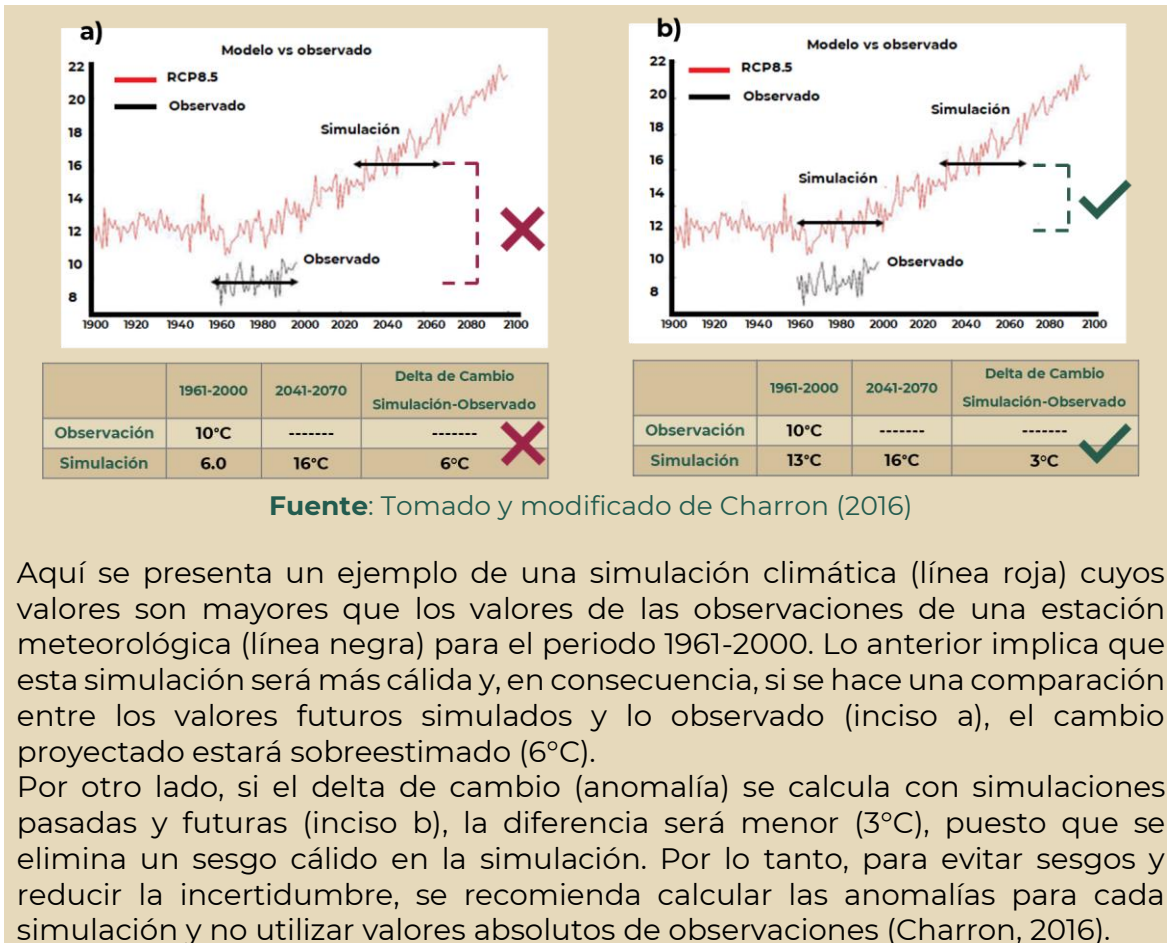 a)
Modelo vs observado
22
20
18
16
14
12
10
8
RCP8.5
Observado
Simulación
Observado
1900 1920 1940 1960 1980 2000 2020 2040 2060 2080 2100
1961-2000 2041-2070 Delta de Cambio
Simulación-Observado
Observación 10°C ------- -------
Simulación 6.0 16°C 6°C
b)
Modelo vs observado
22
20
18
16
14
12
10
8
RCP8.5
Observado
Simulación
Simulación
Observado
1900 1920 1940 1960 1980 2000 2020 2040 2060 2080 2100
1961-2000 2041-2070 Delta de Cambio
Simulación-Observado
Observación 10°C ------- -------
Simulación 13°C 16°C 3°C
Fuente: Tomado y modificado de Charron (2016)
Aquí se presenta un ejemplo de una simulación climática (línea roja) cuyos
valores son mayores que los valores de las observaciones de una estación
meteorológica (línea negra) para el periodo 1961-2000. Lo anterior implica que
esta simulación será más cálida y, en consecuencia, si se hace una comparación
entre los valores futuros simulados y lo observado (inciso a), el cambio
proyectado estará sobreestimado (6°C).
Por otro lado, si el delta de cambio (anomalía) se calcula con simulaciones
pasadas y futuras (inciso b), la diferencia será menor (3°C), puesto que se
elimina un sesgo cálido en la simulación. Por lo tanto, para evitar sesgos y
reducir la incertidumbre, se recomienda calcular las anomalías para cada
simulación y no utilizar valores absolutos de observaciones (Charron, 2016).